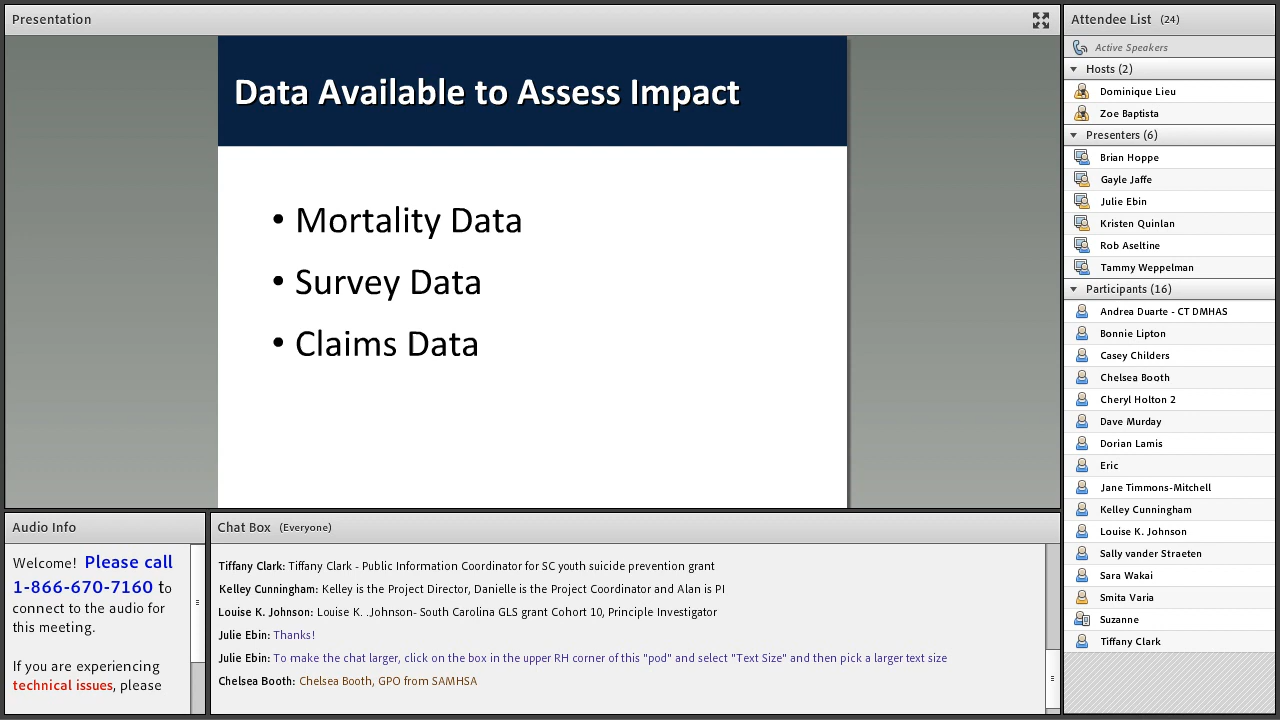 Presentation
Data Available to Assess Impact
• Mortality Data
• Survey Data
• Claims Data
Audio Info
Welcome! Please call
1-866-670-7160 to
connect to the audio for
this meeting.
If you are experiencing
technical issues, please
Chat Box (Everyone)
Tiffany Clark: Tiffany Clark - Public Information Coordinator for SC youth suicide prevention grant
Kelley Cunningham: Kelley is the Project Director, Danielle is the Project Coordinator and Alan is PI
Louise K. Johnson: Louise K. .Johnson- South Carolina GLS grant Cohort 10, Principle Investigator
Julie Ebin: Thanks!
Julie Ebin: To make the chat larger, click on the box in the upper RH corner of this "pod" and select "Text Size" and then pick a larger text size
Chelsea Booth: Chelsea Booth, GPO from SAMHSA
Attendee List (24)
Active Speakers
Hosts (2)
Dominique Lieu
Zoe Baptista
Presenters (6)
Brian Hoppe
Gayle Jaffe
Julie Ebin
Kristen Quinlan
Rob Aseltine
Tammy Weppelman
Participants (16)
Andrea Duarte - CT DMHAS
Bonnie Lipton
Casey Childers
Chelsea Booth
Cheryl Holton 2
Dave Murday
Dorian Lamis
Eric
Jane Timmons-Mitchell
Kelley Cunningham
Louise K. Johnson
Sally vander Straeten
Sara Wakai
Smita Varia
Suzanne
Tiffany Clark